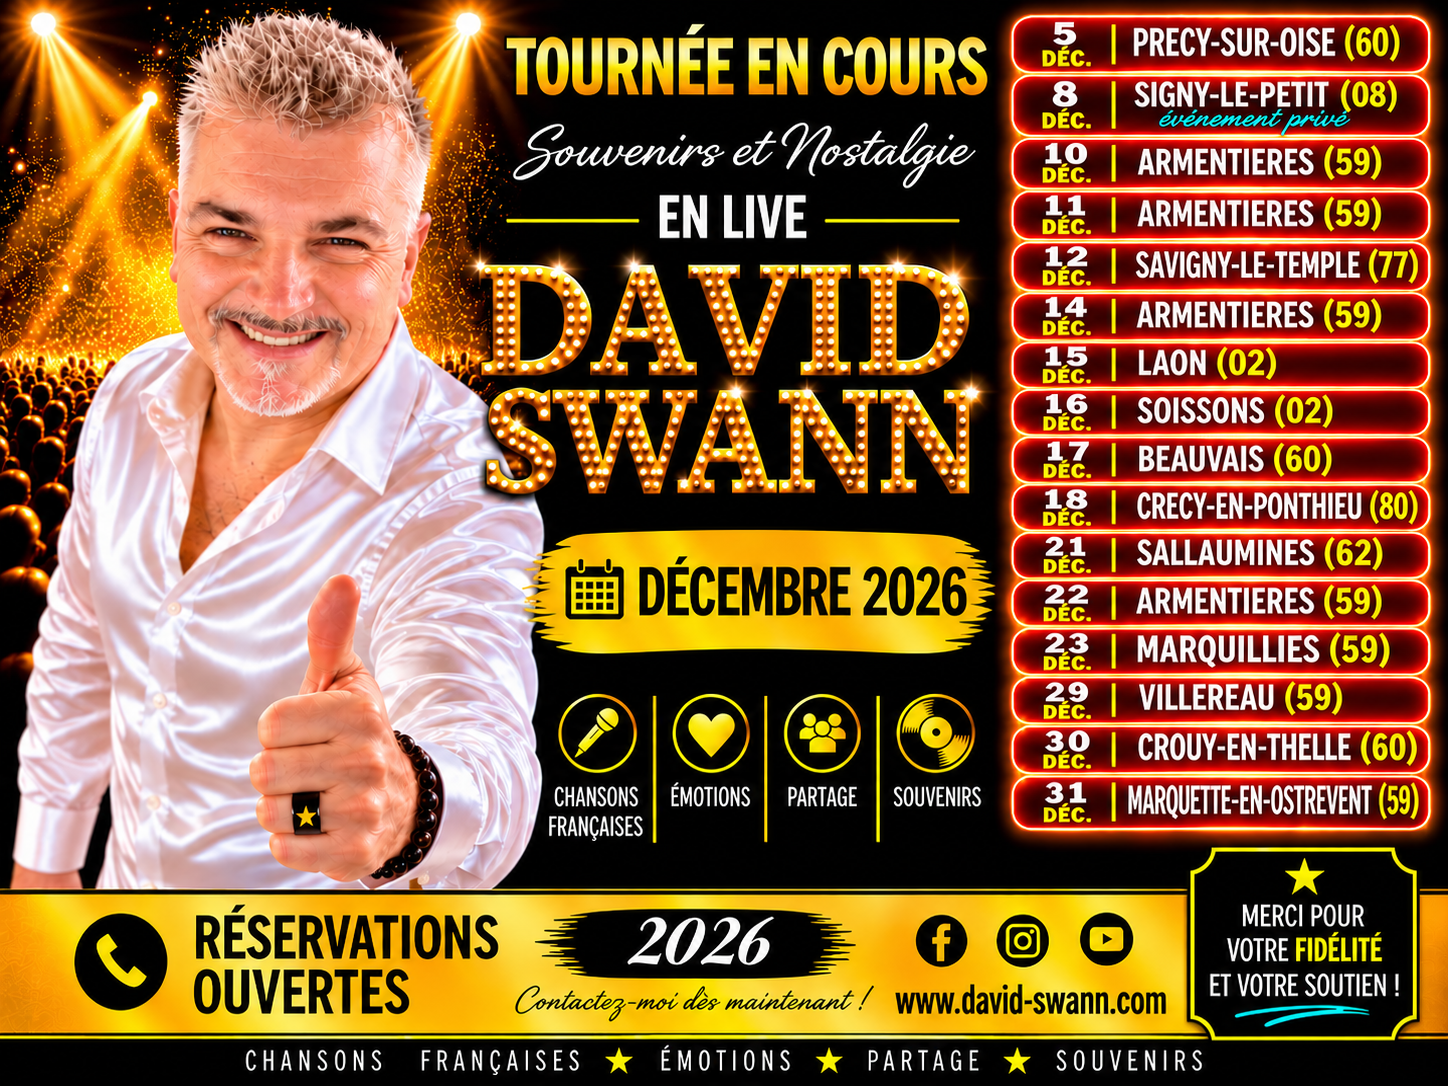 TOURNÉE EN COURS
Souvenirs et Nostalgie
EN LIVE
DAVID
SWANN
DÉCEMBRE 2026
CHANSONS
FRANÇAISES
ÉMOTIONS
PARTAGE
SOUVENIRS
5 DÉC. PRECY-SUR-OISE (60)
8 DÉC. SIGNY-LE-PETIT (08)
événement privé
10 DÉC. ARMENTIERES (59)
11 DÉC. ARMENTIERES (59)
12 DÉC. SAVIGNY-LE-TEMPLE (77)
14 DÉC. ARMENTIERES (59)
15 DÉC. LAON (02)
16 DÉC. SOISSONS (02)
17 DÉC. BEAUVAIS (60)
18 DÉC. CRECY-EN-PONTHIEU (80)
21 DÉC. SALLAUMINES (62)
22 DÉC. ARMENTIERES (59)
23 DÉC. MARQUILLIES (59)
29 DÉC. VILLEREAU (59)
30 DÉC. CROUY-EN-THELLE (60)
31 DÉC. MARQUETTE-EN-OSTREVENT (59)
RÉSERVATIONS
OUVERTES
2026
Contactez-moi dès maintenant !
www.david-swann.com
MERCI POUR
VOTRE FIDÉLITÉ
ET VOTRE SOUTIEN !
CHANSONS FRANÇAISES ★ ÉMOTIONS ★ PARTAGE ★ SOUVENIRS